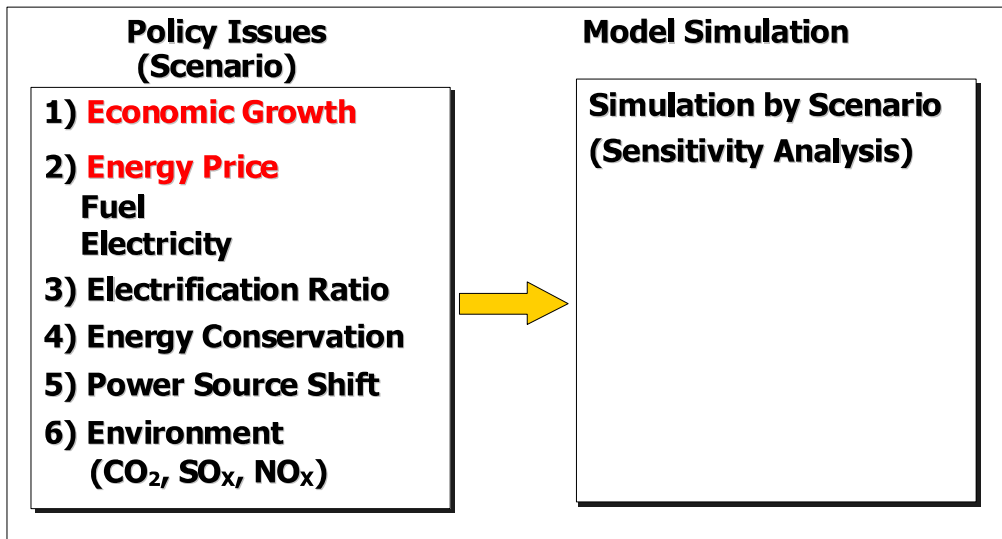 Policy Issues
(Scenario)
1) Economic Growth
2) Energy Price
Fuel
Electricity
3) Electrification Ratio
4) Energy Conservation
5) Power Source Shift
6) Environment
(CO₂, SOₓ, NOₓ)
Model Simulation
Simulation by Scenario
(Sensitivity Analysis)